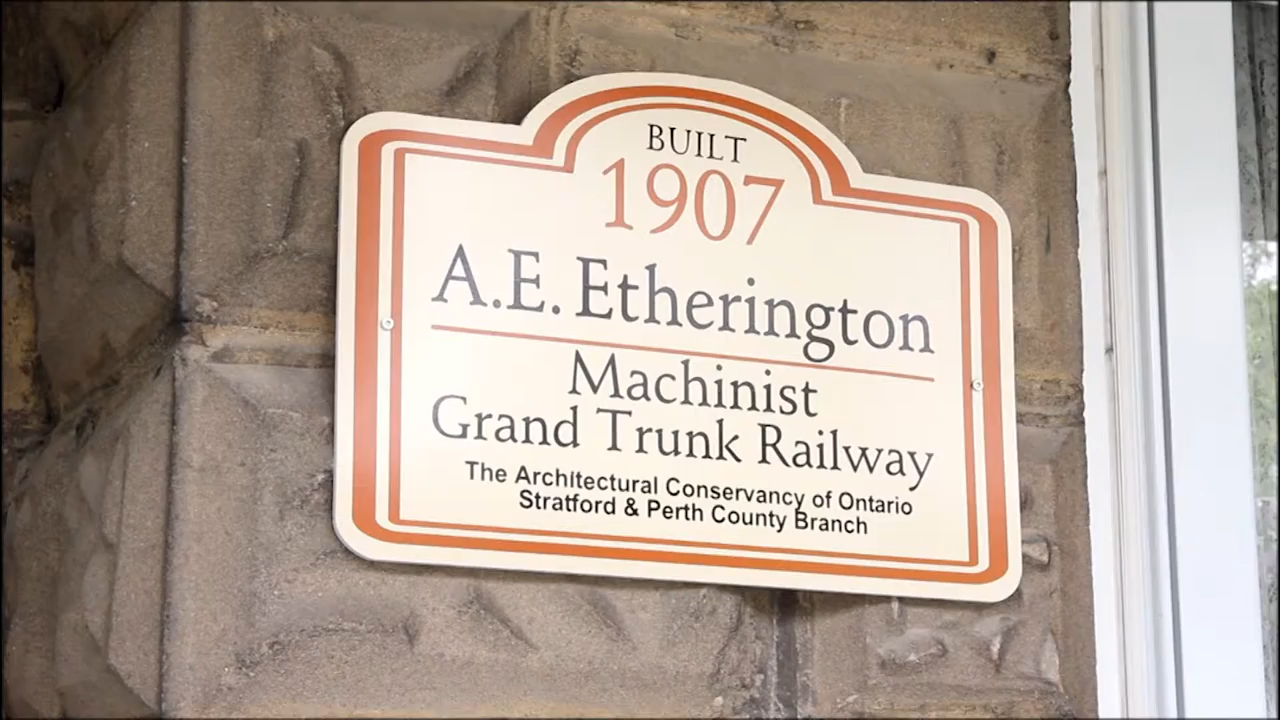 BUILT
1907
A.E. Etherington
Machinist
Grand Trunk Railway
The Architectural Conservancy of Ontario
Stratford & Perth County Branch